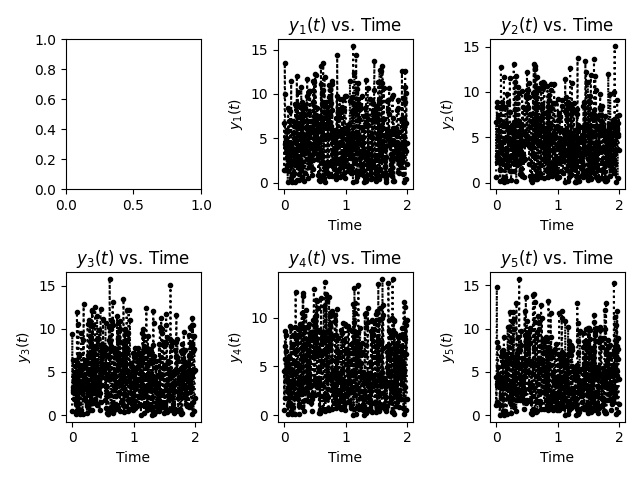 y₁(t) vs. Time
y₂(t) vs. Time
1.0
0.8
0.6
0.4
0.2
0.0
0.0 0.5 1.0
y₁(t)
15
10
5
0
0 1 2
Time
y₂(t)
15
10
5
0
0 1 2
Time
y₃(t) vs. Time
y₄(t) vs. Time
y₅(t) vs. Time
y₃(t)
15
10
5
0
0 1 2
Time
y₄(t)
10
5
0
0 1 2
Time
y₅(t)
15
10
5
0
0 1 2
Time